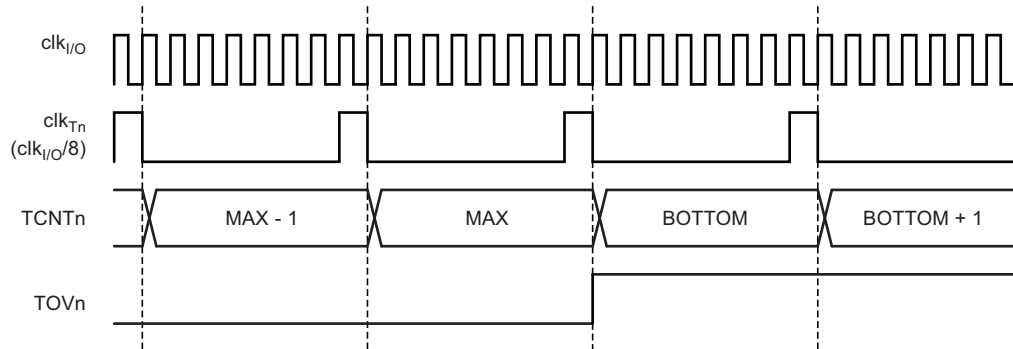 clkI/O
clkTn
(clkI/O/8)
TCNTn MAX - 1 MAX BOTTOM BOTTOM + 1
TOVn